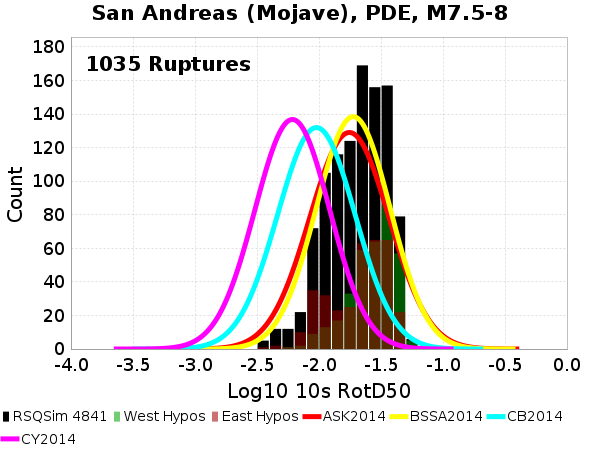 San Andreas (Mojave), PDE, M7.5-8
1035 Ruptures
Count
180
160
140
120
100
80
60
40
20
0
-4.0 -3.5 -3.0 -2.5 -2.0 -1.5 -1.0 -0.5 0.0
Log10 10s RotD50
RSQSim 4841 West Hypos East Hypos ASK2014 BSSA2014 CB2014
CY2014